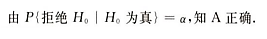 由 P{拒绝 H₀ | H₀ 为真} = α,知 A 正确.